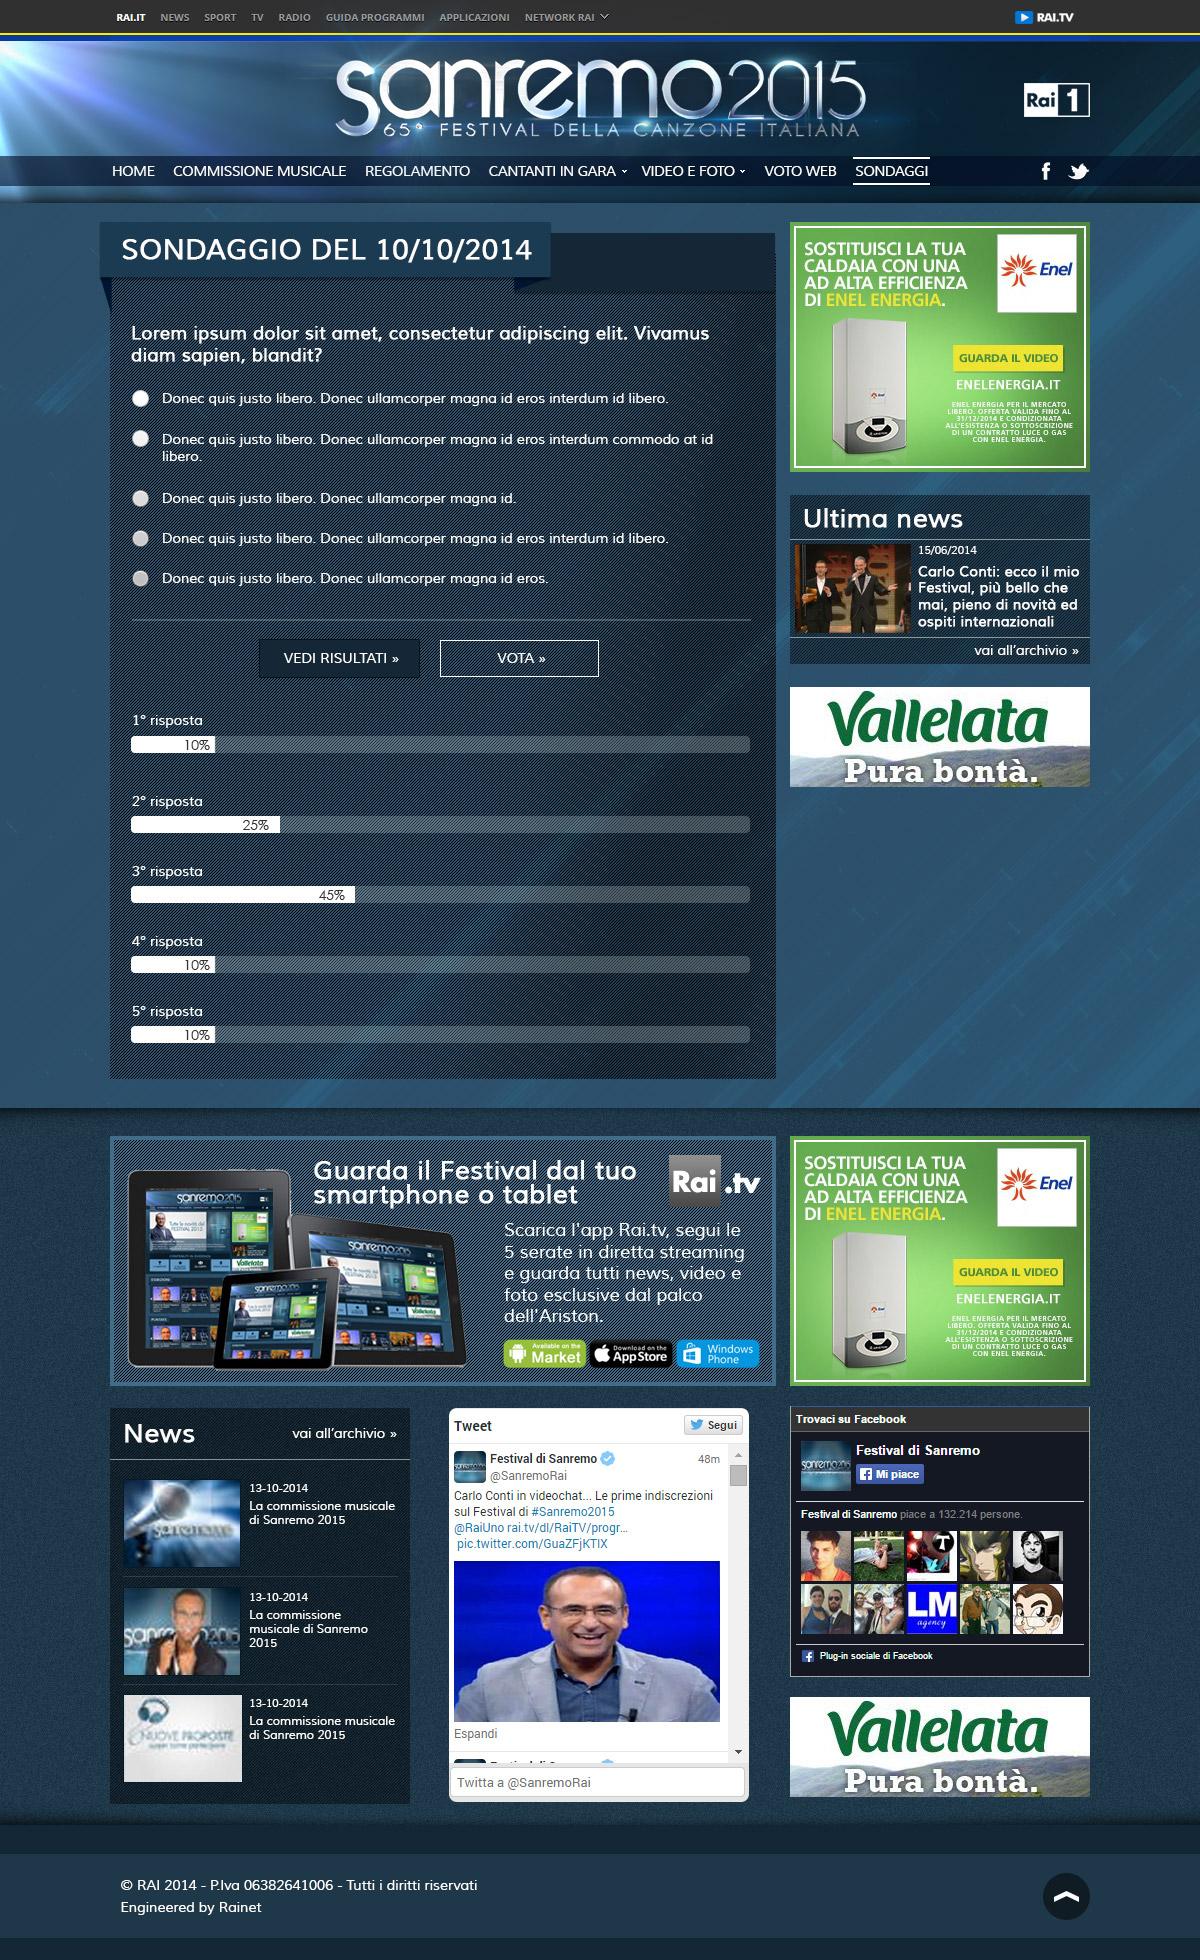 RAI.IT NEWS SPORT TV RADIO GUIDA PROGRAMMI APPLICAZIONI NETWORK RAI RAI.TV
sanremo2015
65° FESTIVAL DELLA CANZONE ITALIANA
Rai 1
HOME COMMISSIONE MUSICALE REGOLAMENTO CANTANTI IN GARA VIDEO E FOTO VOTO WEB SONDAGGI
SONDAGGIO DEL 10/10/2014
Lorem ipsum dolor sit amet, consectetur adipiscing elit. Vivamus
diam sapien, blandit?
Donec quis justo libero. Donec ullamcorper magna id eros interdum id libero.
Donec quis justo libero. Donec ullamcorper magna id eros interdum commodo at id
libero.
Donec quis justo libero. Donec ullamcorper magna id.
Donec quis justo libero. Donec ullamcorper magna id eros interdum id libero.
Donec quis justo libero. Donec ullamcorper magna id eros.
VEDI RISULTATI » VOTA »
1° risposta
10%
2° risposta
25%
3° risposta
45%
4° risposta
10%
5° risposta
10%
SOSTITUISCI LA TUA
CALDAIA CON UNA
AD ALTA EFFICIENZA
DI ENEL ENERGIA.
Enel
GUARDA IL VIDEO
ENELENERGIA.IT
ENEL ENERGIA PER IL MERCATO
LIBERO. OFFERTA VALIDA FINO AL
31/12/2014 E CONDIZIONATA
ALL'ESISTENZA O SOTTOSCRIZIONE
DI UN CONTRATTO LUCE O GAS
CON ENEL ENERGIA.
Ultima news
15/06/2014
Carlo Conti: ecco il mio
Festival, più bello che
mai, pieno di novità ed
ospiti internazionali
vai all'archivio »
Vallelata
Pura bontà.
Guarda il Festival dal tuo
smartphone o tablet
Rai.tv
Scarica l'app Rai.tv, segui le
5 serate in diretta streaming
e guarda tutti news, video e
foto esclusive dal palco
dell'Ariston.
Available on the
Market
Download on the
App Store
Windows
Phone
sanremo2015
Vallelata
sanremo2015
Vallelata
sanremo2015
Vallelata
SOSTITUISCI LA TUA
CALDAIA CON UNA
AD ALTA EFFICIENZA
DI ENEL ENERGIA.
Enel
GUARDA IL VIDEO
ENELENERGIA.IT
ENEL ENERGIA PER IL MERCATO
LIBERO. OFFERTA VALIDA FINO AL
31/12/2014 E CONDIZIONATA
ALL'ESISTENZA O SOTTOSCRIZIONE
DI UN CONTRATTO LUCE O GAS
CON ENEL ENERGIA.
News vai all'archivio »
13-10-2014
La commissione musicale
di Sanremo 2015
13-10-2014
La commissione
musicale di Sanremo
2015
NUOVE PROPOSTE
13-10-2014
La commissione musicale
di Sanremo 2015
Tweet Segui
Festival di Sanremo 48m
@SanremoRai
Carlo Conti in videochat... Le prime indiscrezioni
sul Festival di #Sanremo2015
@RaiUno rai.tv/dl/RaiTV/progr...
pic.twitter.com/GuaZFjKTIX
Espandi
Festival di Sanremo
Twitta a @SanremoRai
Trovaci su Facebook
Festival di Sanremo
Mi piace
Festival di Sanremo piace a 132.214 persone.
LM
agency
Plug-in sociale di Facebook
Vallelata
Pura bontà.
© RAI 2014 - P.Iva 06382641006 - Tutti i diritti riservati
Engineered by Rainet